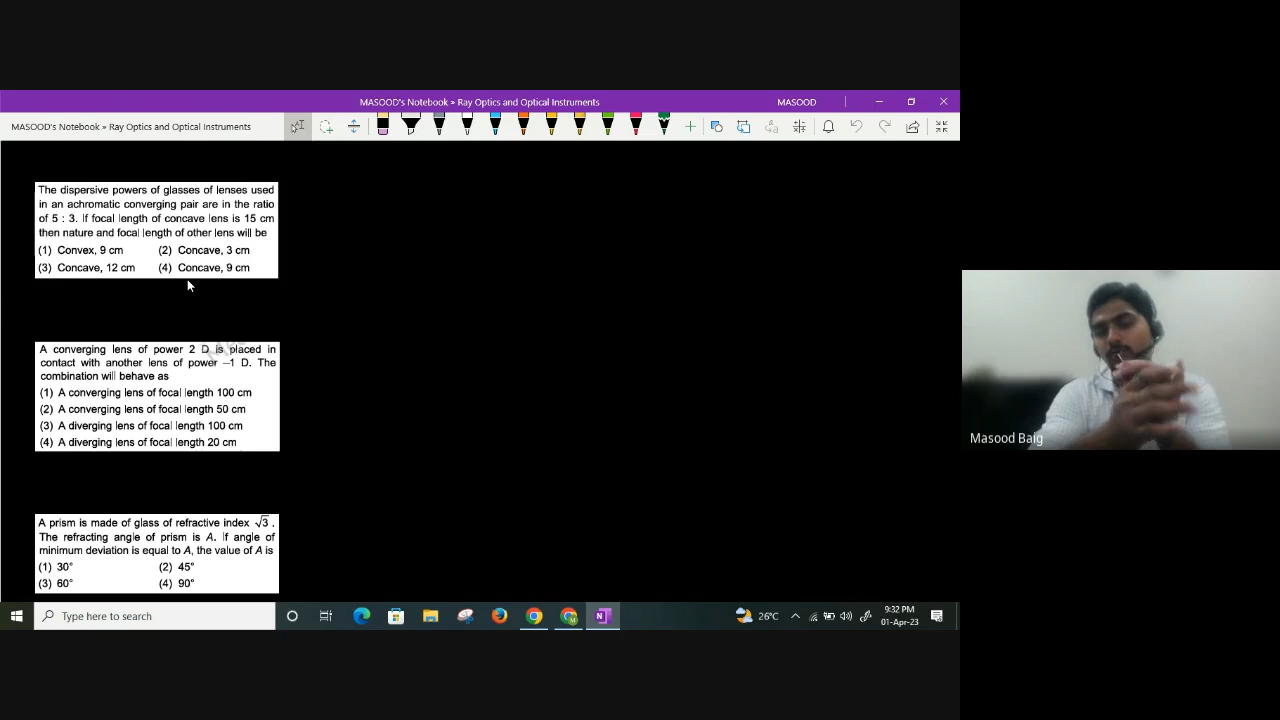 MASOOD's Notebook » Ray Optics and Optical Instruments
MASOOD
MASOOD's Notebook » Ray Optics and Optical Instruments
The dispersive powers of glasses of lenses used
in an achromatic converging pair are in the ratio
of 5 : 3. If focal length of concave lens is 15 cm
then nature and focal length of other lens will be
(1) Convex, 9 cm (2) Concave, 3 cm
(3) Concave, 12 cm (4) Concave, 9 cm
A converging lens of power 2 D is placed in
contact with another lens of power –1 D. The
combination will behave as
(1) A converging lens of focal length 100 cm
(2) A converging lens of focal length 50 cm
(3) A diverging lens of focal length 100 cm
(4) A diverging lens of focal length 20 cm
Masood Baig
A prism is made of glass of refractive index √3 .
The refracting angle of prism is A. If angle of
minimum deviation is equal to A, the value of A is
(1) 30° (2) 45°
(3) 60° (4) 90°
Type here to search
26°C
9:32 PM
01-Apr-23